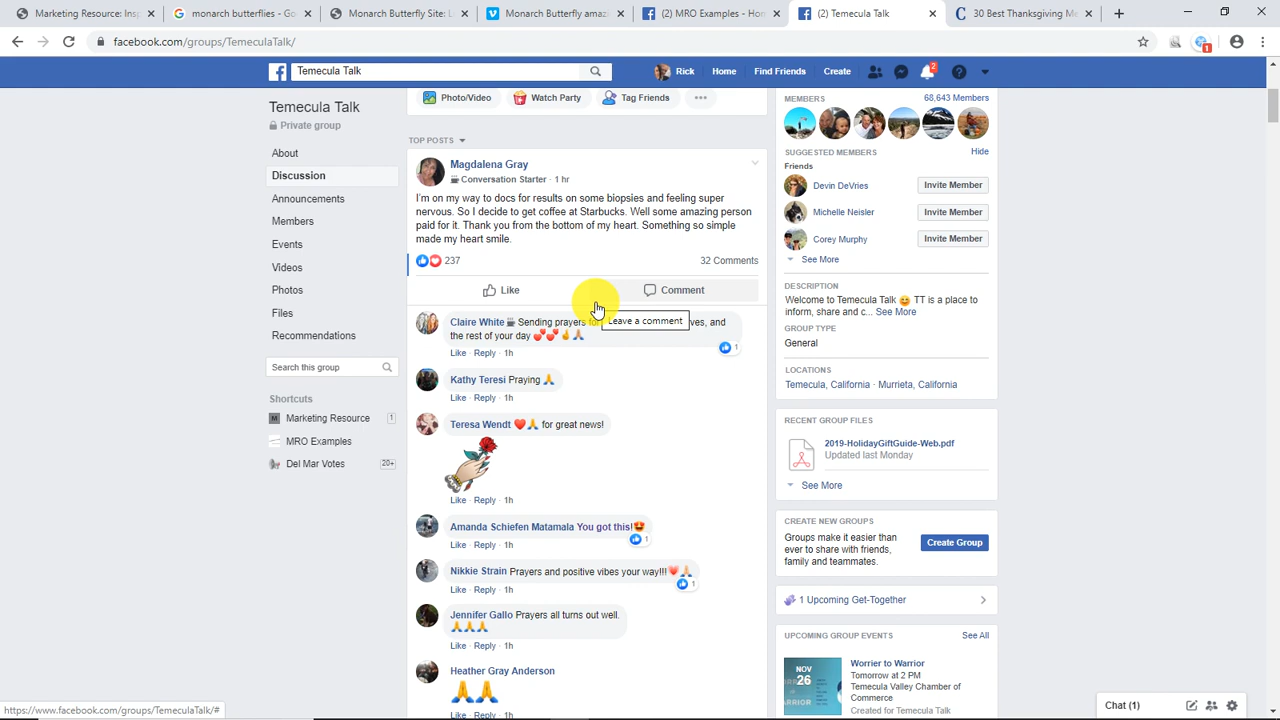 Marketing Resource: Insp
monarch butterflies - Go
Monarch Butterfly Site: L
Monarch Butterfly amaz
(2) MRO Examples - Hom
(2) Temecula Talk
30 Best Thanksgiving Me
facebook.com/groups/TemeculaTalk/
1
Temecula Talk
Rick
Home
Find Friends
Create
2
Temecula Talk
Private group
About
Discussion
Announcements
Members
Events
Videos
Photos
Files
Recommendations
Search this group
Shortcuts
Marketing Resource 1
MRO Examples
Del Mar Votes 20+
Photo/Video
Watch Party
Tag Friends
TOP POSTS
Magdalena Gray
Conversation Starter · 1 hr
I'm on my way to docs for results on some biopsies and feeling super
nervous. So I decide to get coffee at Starbucks. Well some amazing person
paid for it. Thank you from the bottom of my heart. Something so simple
made my heart smile.
237
32 Comments
Like
Comment
Leave a comment
Claire White Sending prayers for ves, and
the rest of your day 💕💕🤞🙏
1
Like · Reply · 1h
Kathy Teresi Praying 🙏
Like · Reply · 1h
Teresa Wendt ❤️🙏 for great news!
Like · Reply · 1h
Amanda Schiefen Matamala You got this!😍
1
Like · Reply · 1h
Nikkie Strain Prayers and positive vibes your way!!!💗🙏
1
Like · Reply · 1h
Jennifer Gallo Prayers all turns out well.
🙏🙏🙏
Like · Reply · 1h
Heather Gray Anderson
🙏🙏
Like · Reply · 1h
MEMBERS
68,643 Members
SUGGESTED MEMBERS
Hide
Friends
Devin DeVries
Invite Member
Michelle Neisler
Invite Member
Corey Murphy
Invite Member
See More
DESCRIPTION
Welcome to Temecula Talk 😊 TT is a place to
inform, share and c... See More
GROUP TYPE
General
LOCATIONS
Temecula, California · Murrieta, California
RECENT GROUP FILES
2019-HolidayGiftGuide-Web.pdf
Updated last Monday
See More
CREATE NEW GROUPS
Groups make it easier than
ever to share with friends,
family and teammates.
Create Group
1 Upcoming Get-Together
UPCOMING GROUP EVENTS
See All
NOV
26
Worrier to Warrior
Tomorrow at 2 PM
Temecula Valley Chamber of
Commerce
Created for Temecula Talk
Chat (1)
https://www.facebook.com/groups/TemeculaTalk/#